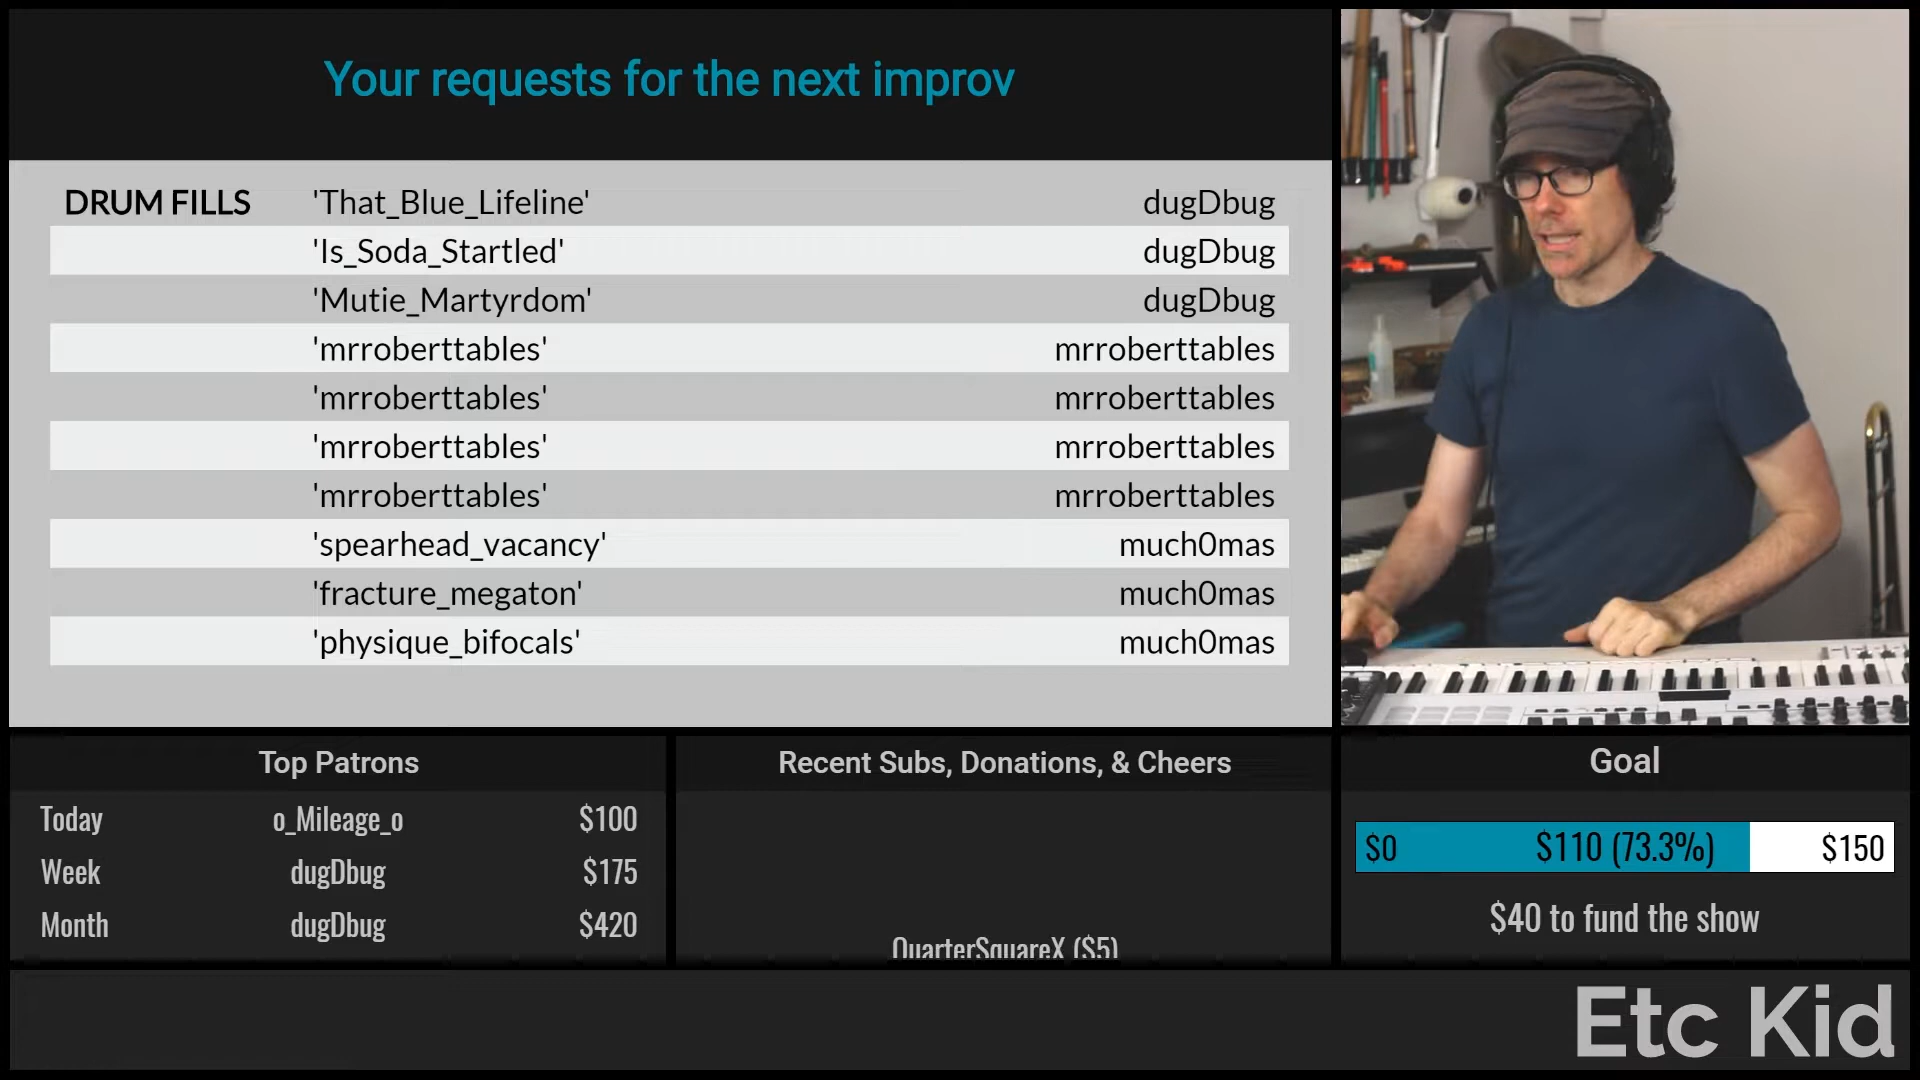 Your requests for the next improv
DRUM FILLS 'That_Blue_Lifeline' dugDbug
'Is_Soda_Startled' dugDbug
'Mutie_Martyrdom' dugDbug
'mrroberttables' mrroberttables
'mrroberttables' mrroberttables
'mrroberttables' mrroberttables
'mrroberttables' mrroberttables
'spearhead_vacancy' much0mas
'fracture_megaton' much0mas
'physique_bifocals' much0mas
Top Patrons
Today o_Mileage_o $100
Week dugDbug $175
Month dugDbug $420
Recent Subs, Donations, & Cheers
QuarterSquareX ($5)
Goal
$0 $110 (73.3%) $150
$40 to fund the show
Etc Kid